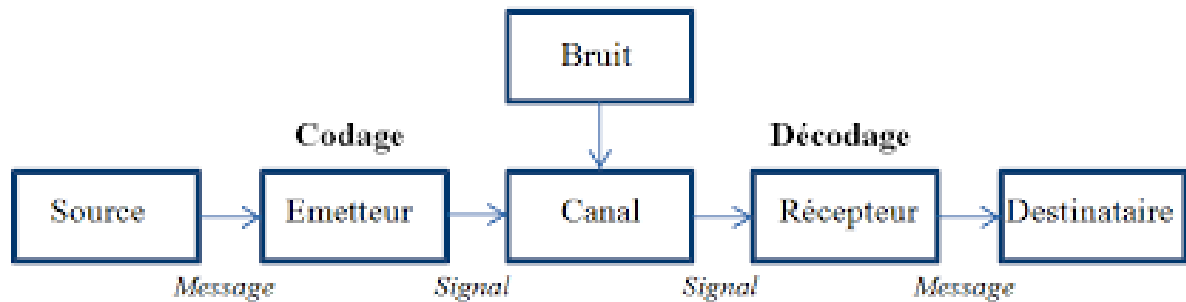 Bruit
Codage Décodage
Source Emetteur Canal Récepteur Destinataire
Message Signal Signal Message